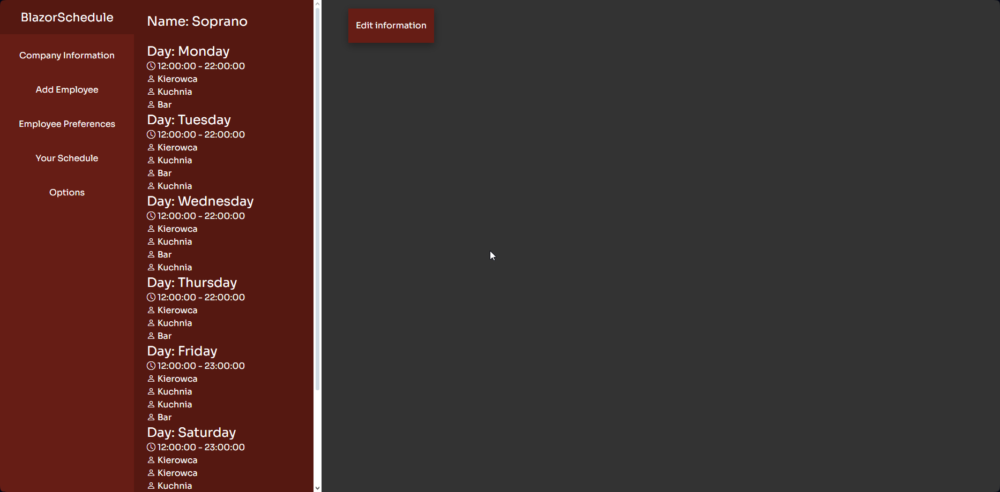 BlazorSchedule
Company Information
Add Employee
Employee Preferences
Your Schedule
Options
Name: Soprano
Day: Monday
12:00:00 - 22:00:00
Kierowca
Kuchnia
Bar
Day: Tuesday
12:00:00 - 22:00:00
Kierowca
Kuchnia
Bar
Kuchnia
Day: Wednesday
12:00:00 - 22:00:00
Kierowca
Kuchnia
Bar
Kuchnia
Day: Thursday
12:00:00 - 22:00:00
Kierowca
Kuchnia
Bar
Day: Friday
12:00:00 - 23:00:00
Kierowca
Kuchnia
Kuchnia
Bar
Day: Saturday
12:00:00 - 23:00:00
Kierowca
Kierowca
Kuchnia
Edit information